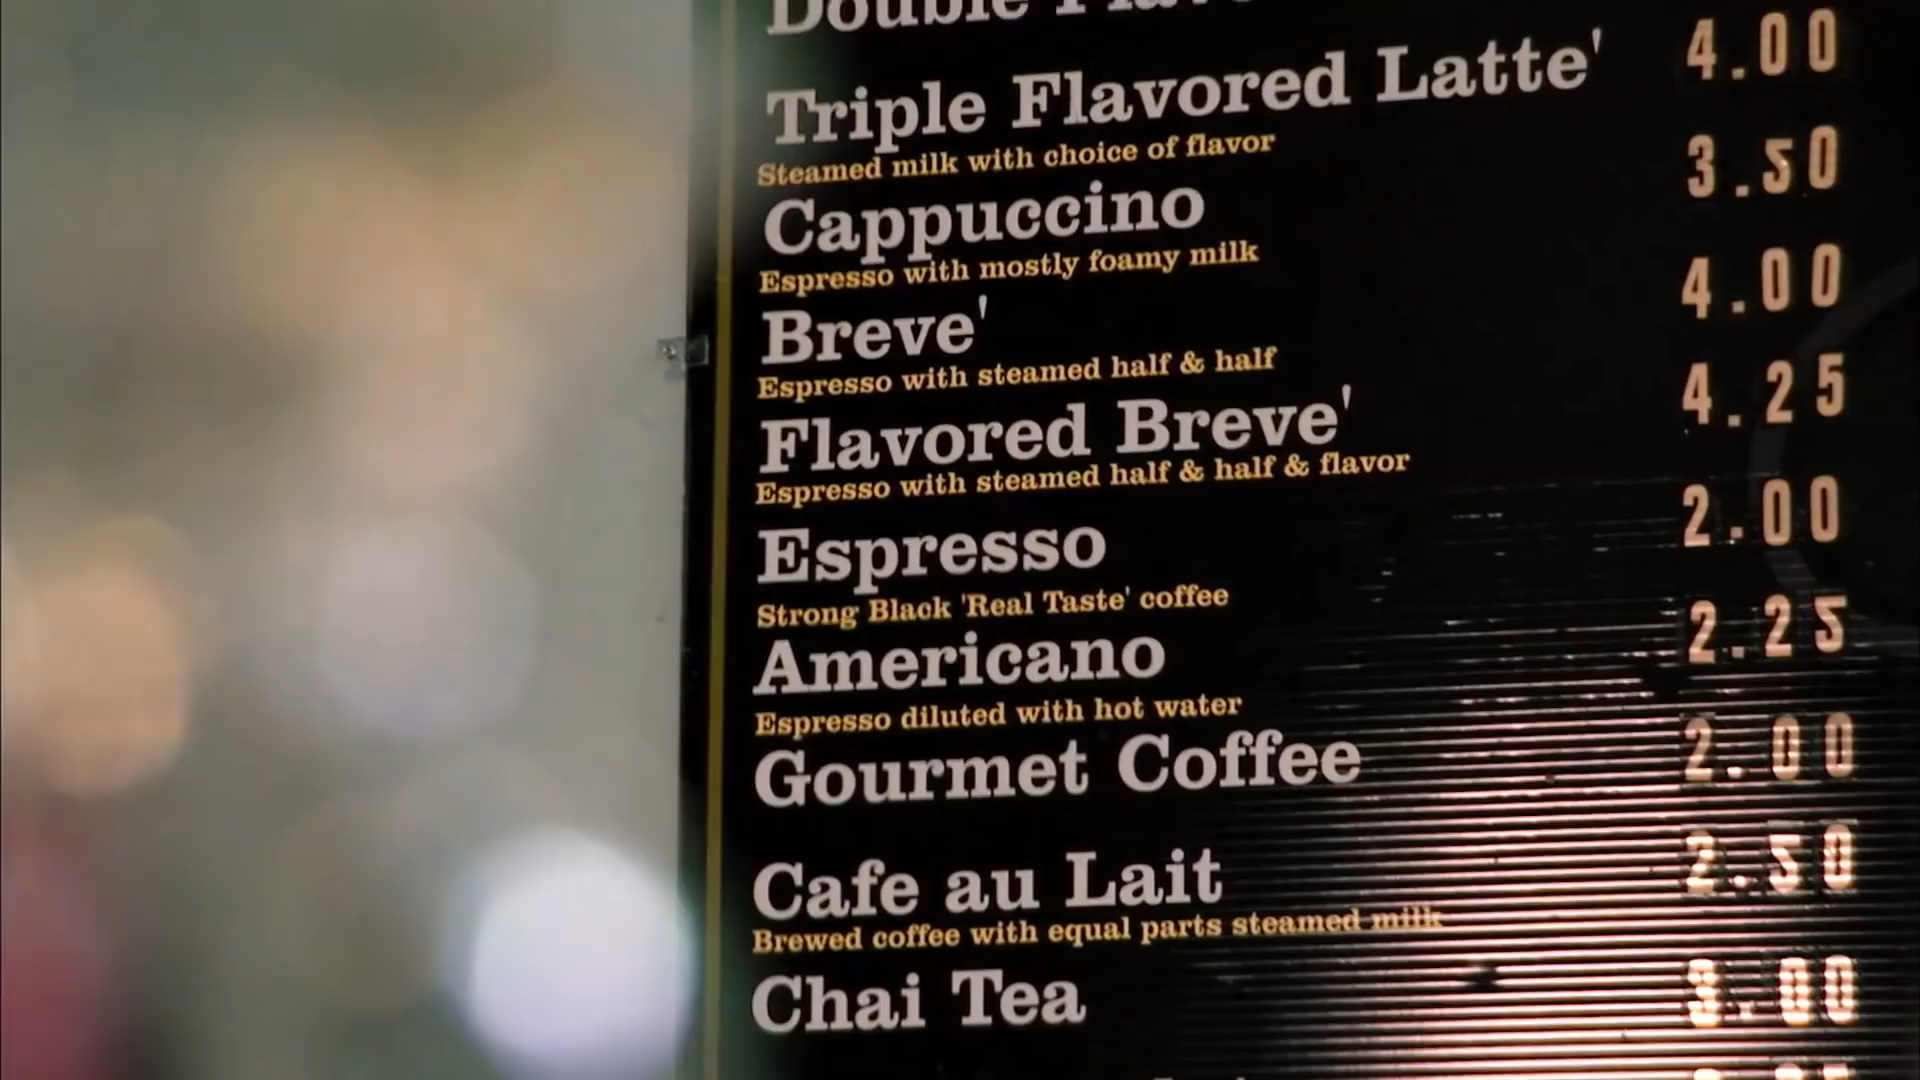 Double
Triple Flavored Latte' 4.00
Steamed milk with choice of flavor
Cappuccino 3.50
Espresso with mostly foamy milk
Breve' 4.00
Espresso with steamed half & half
Flavored Breve' 4.25
Espresso with steamed half & half & flavor
Espresso 2.00
Strong Black 'Real Taste' coffee
Americano 2.25
Espresso diluted with hot water
Gourmet Coffee 2.00
Cafe au Lait 2.50
Brewed coffee with equal parts steamed milk
Chai Tea 3.00